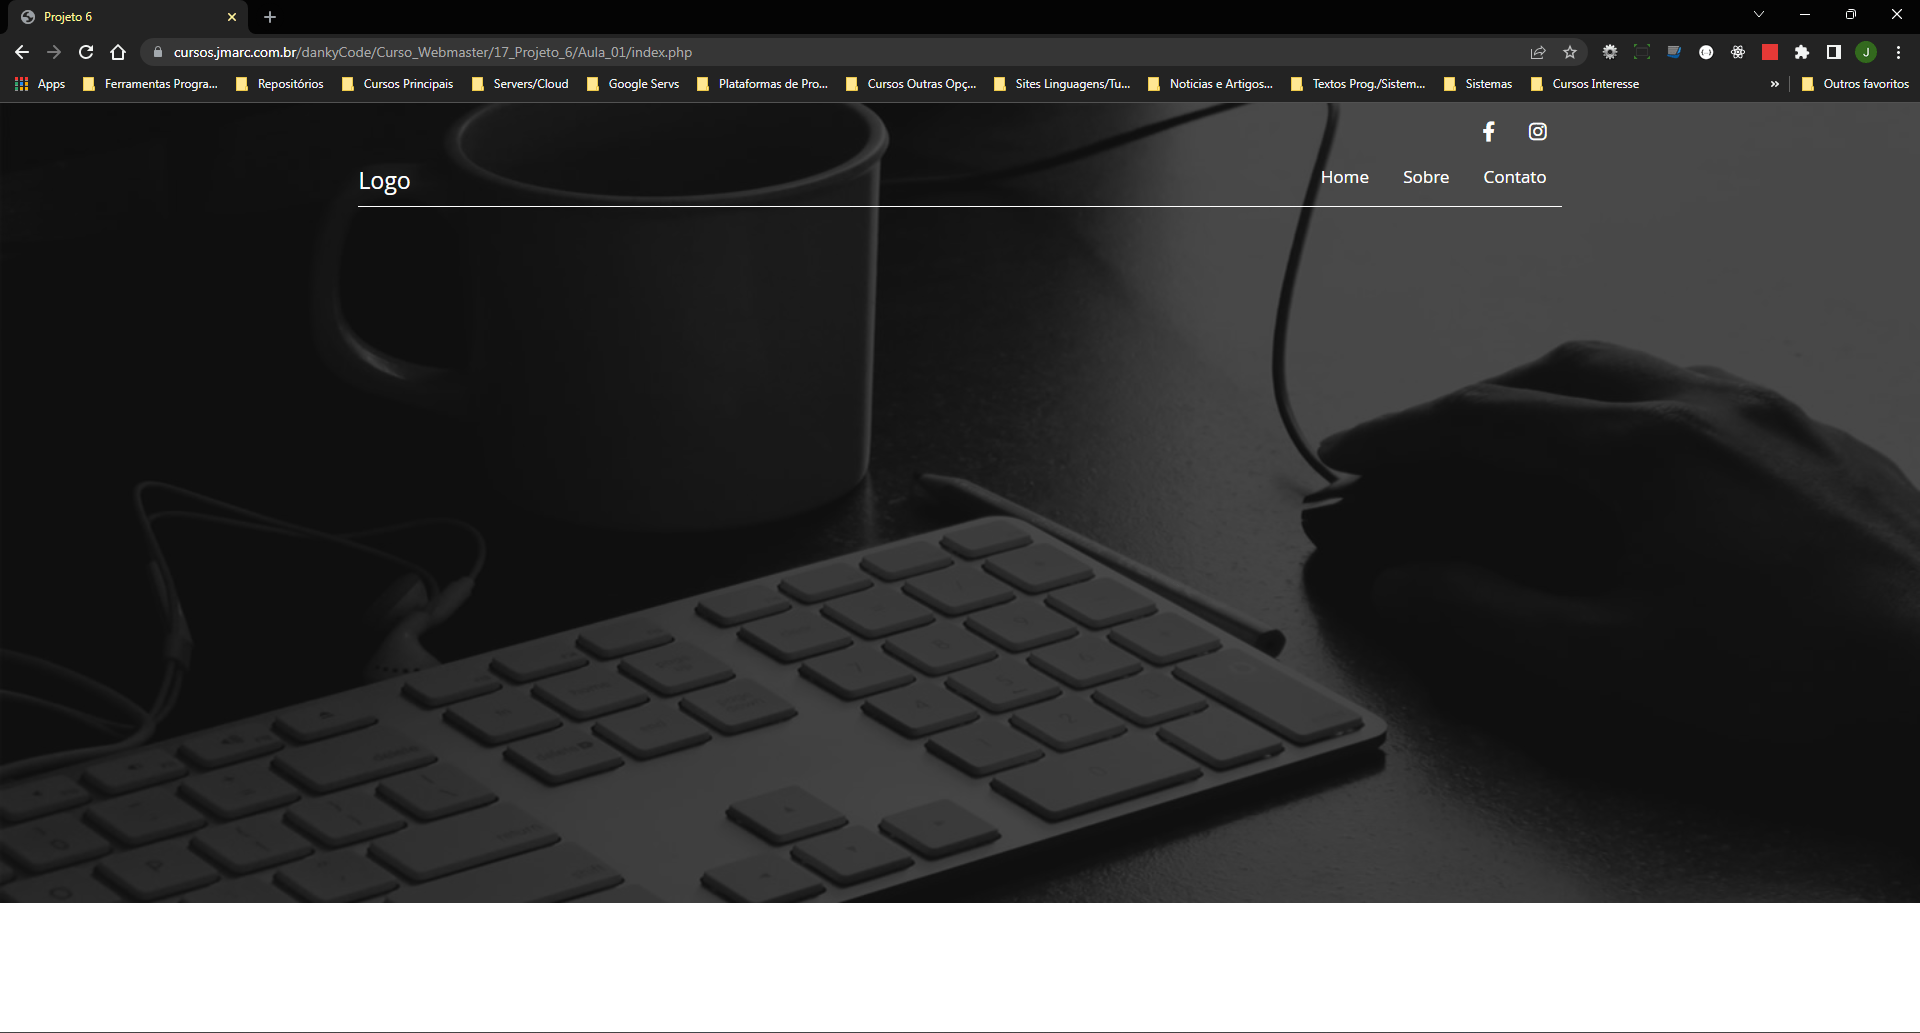 Projeto 6
cursos.jmarc.com.br/dankyCode/Curso_Webmaster/17_Projeto_6/Aula_01/index.php
J
Apps Ferramentas Progra... Repositórios Cursos Principais Servers/Cloud Google Servs Plataformas de Pro... Cursos Outras Opç... Sites Linguagens/Tu... Noticias e Artigos... Textos Prog./Sistem... Sistemas Cursos Interesse » Outros favoritos
Logo Home Sobre Contato